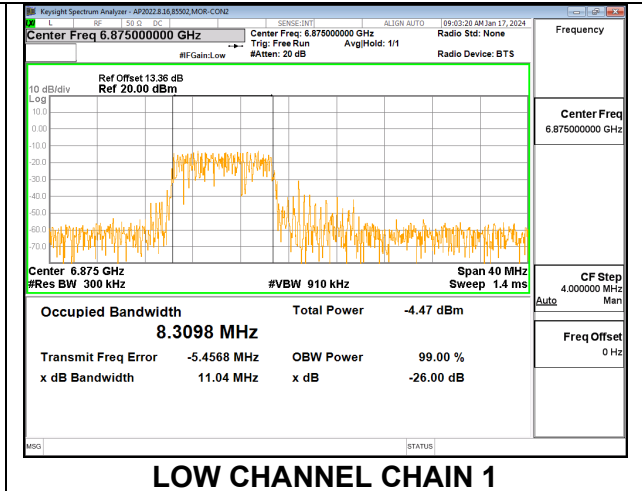 Keysight Spectrum Analyzer - AP2022.8.16,85502,MOR-CON2
L RF 50 Ω DC SENSE:INT ALIGN AUTO 09:03:20 AM Jan 17, 2024
Center Freq 6.875000000 GHz
Center Freq: 6.875000000 GHz
Radio Std: None
Trig: Free Run Avg|Hold: 1/1
#IFGain:Low #Atten: 20 dB Radio Device: BTS
Frequency
Ref Offset 13.36 dB
10 dB/div Ref 20.00 dBm
Log
10.0
0.00
-10.0
-20.0
-30.0
-40.0
-50.0
-60.0
-70.0
Center Freq
6.875000000 GHz
Center 6.875 GHz Span 40 MHz
#Res BW 300 kHz #VBW 910 kHz Sweep 1.4 ms
CF Step
4.000000 MHz
Auto Man
Occupied Bandwidth Total Power -4.47 dBm
8.3098 MHz
Freq Offset
0 Hz
Transmit Freq Error -5.4568 MHz OBW Power 99.00 %
x dB Bandwidth 11.04 MHz x dB -26.00 dB
MSG STATUS
LOW CHANNEL CHAIN 1